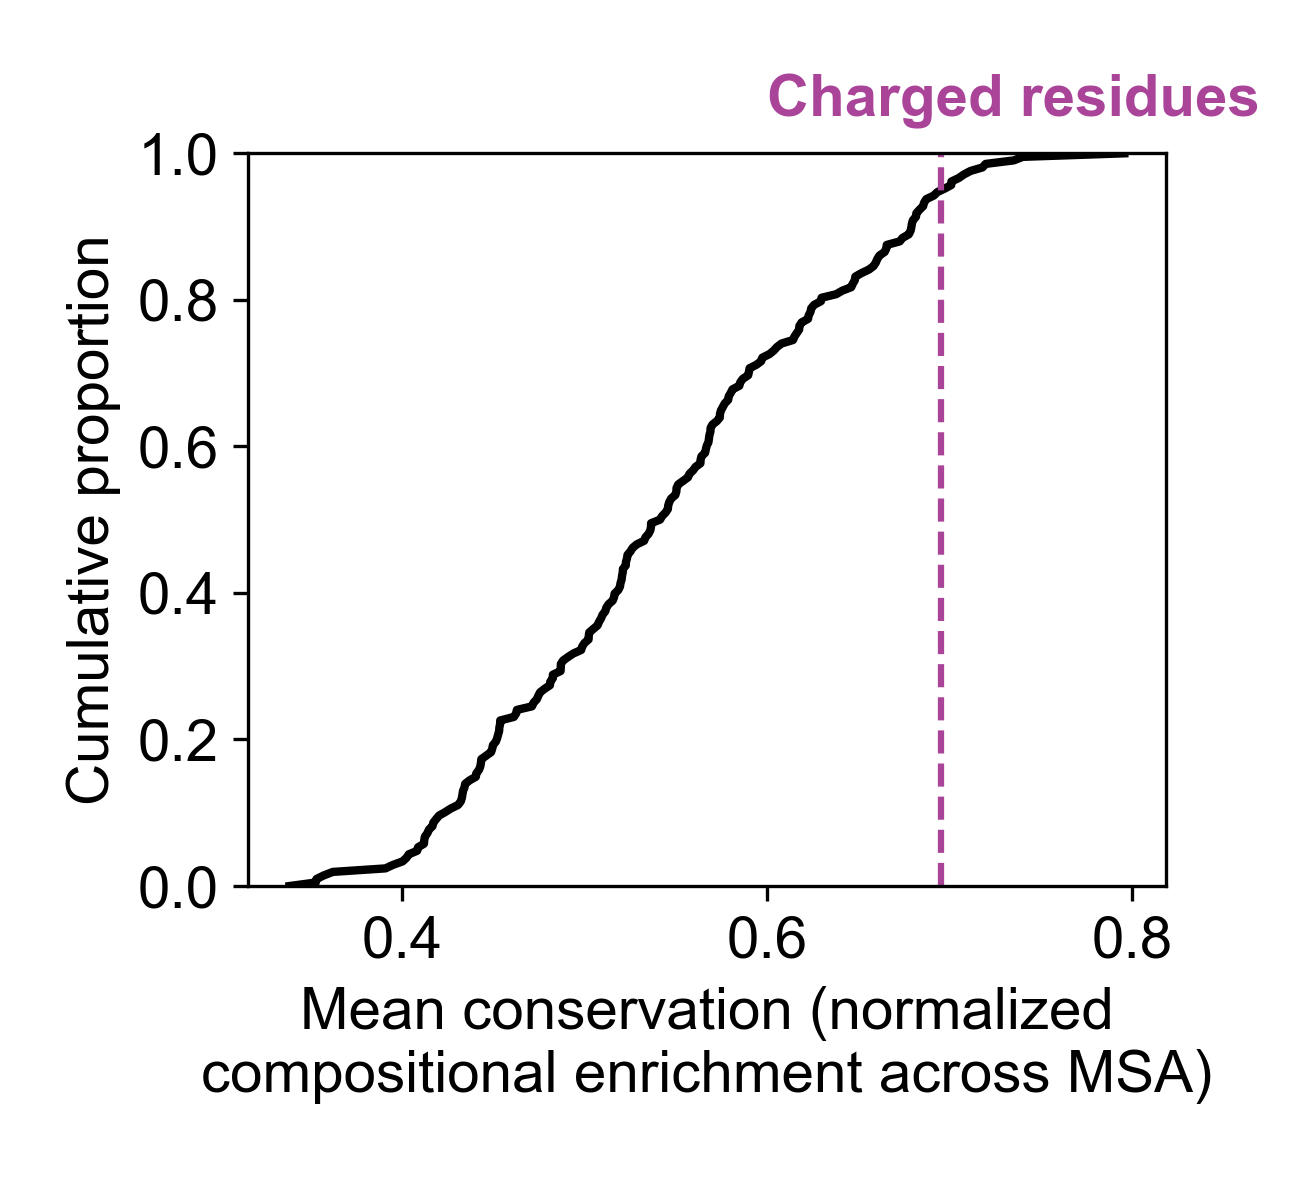 Charged residues
1.0
0.8
0.6
0.4
0.2
0.0
Cumulative proportion
0.4 0.6 0.8
Mean conservation (normalized
compositional enrichment across MSA)